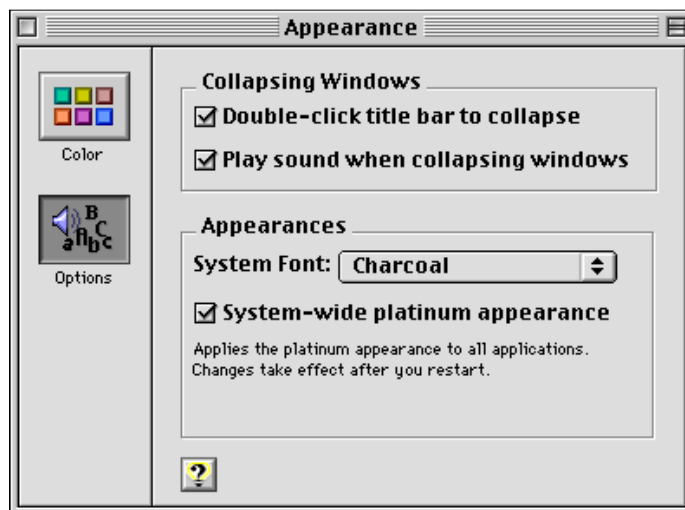 Appearance
Color
Options
Collapsing Windows
Double-click title bar to collapse
Play sound when collapsing windows
Appearances
System Font: Charcoal
System-wide platinum appearance
Applies the platinum appearance to all applications.
Changes take effect after you restart.
?